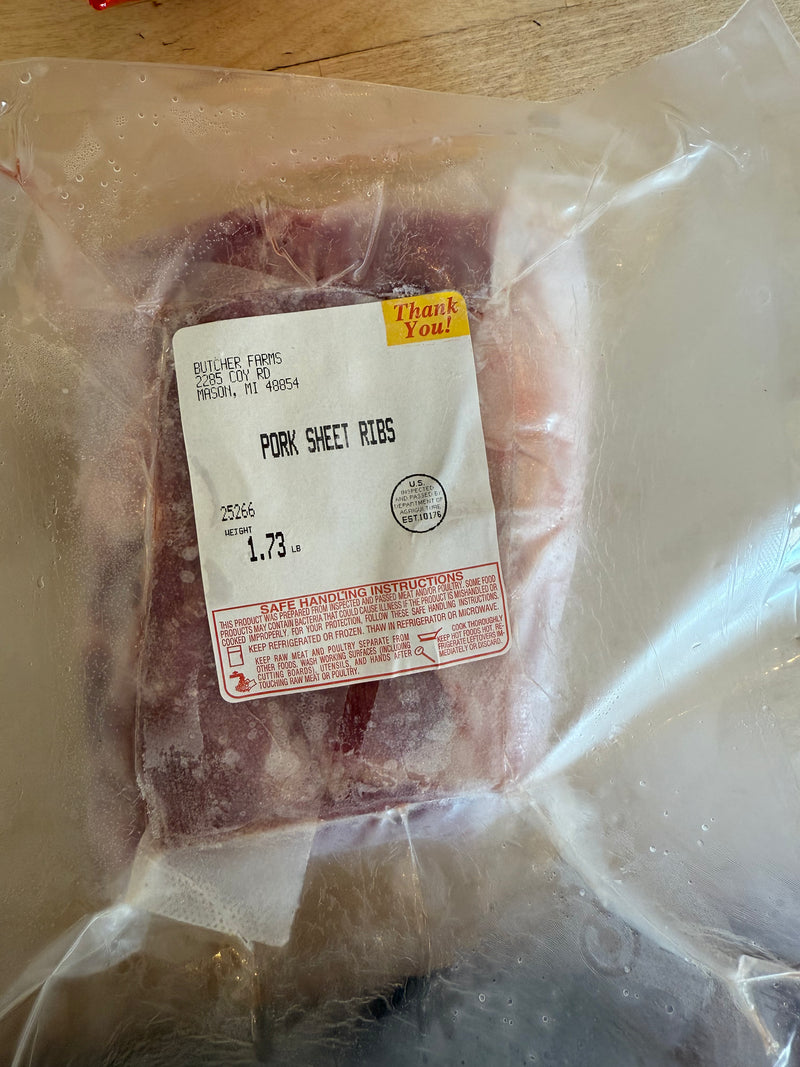 Thank
You!
BUTCHER FARMS
2285 COY RD
MASON, MI 48854
PORK SHEET RIBS
25266
WEIGHT
1.73 LB
U.S.
INSPECTED
AND PASSED BY
DEPARTMENT OF
AGRICULTURE
EST.10176
SAFE HANDLING INSTRUCTIONS
THIS PRODUCT WAS PREPARED FROM INSPECTED AND PASSED MEAT AND/OR POULTRY. SOME FOOD
PRODUCTS MAY CONTAIN BACTERIA THAT COULD CAUSE ILLNESS IF THE PRODUCT IS MISHANDLED OR
COOKED IMPROPERLY. FOR YOUR PROTECTION, FOLLOW THESE SAFE HANDLING INSTRUCTIONS.
KEEP REFRIGERATED OR FROZEN. THAW IN REFRIGERATOR OR MICROWAVE.
KEEP RAW MEAT AND POULTRY SEPARATE FROM
OTHER FOODS. WASH WORKING SURFACES (INCLUDING
CUTTING BOARDS), UTENSILS, AND HANDS AFTER
TOUCHING RAW MEAT OR POULTRY.
COOK THOROUGHLY
KEEP HOT FOODS HOT. RE-
FRIGERATE LEFTOVERS IM-
MEDIATELY OR DISCARD.